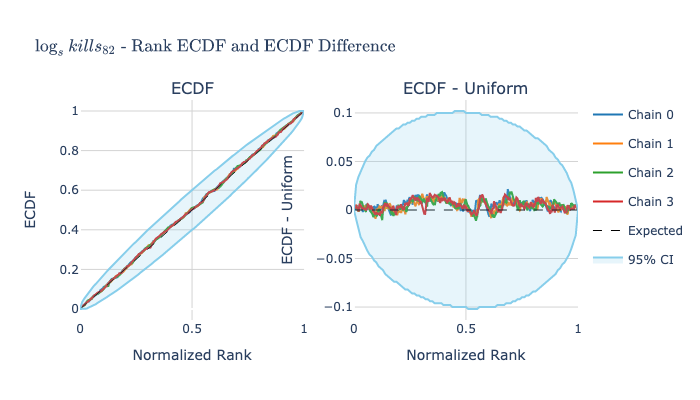 log_s kills_82 - Rank ECDF and ECDF Difference
ECDF
ECDF
1
0.8
0.6
0.4
0.2
0
0
0.5
1
Normalized Rank
ECDF - Uniform
ECDF - Uniform
0.1
0.05
0
−0.05
−0.1
0
0.5
1
Normalized Rank
Chain 0
Chain 1
Chain 2
Chain 3
Expected
95% CI